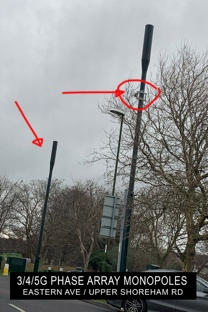 3/4/5G PHASE ARRAY MONOPOLES
EASTERN AVE / UPPER SHOREHAM RD